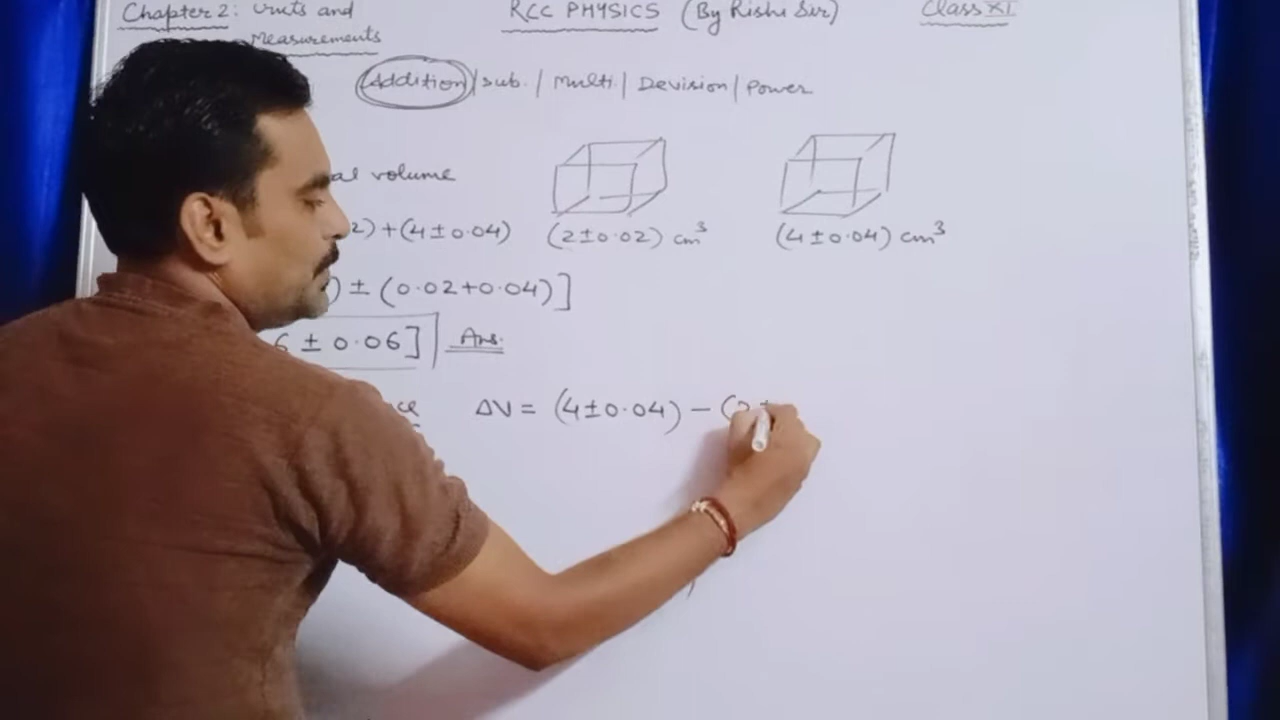 Chapter 2: Units and Measurements
RCC PHYSICS (By Rishi Sir)
Class XI
Addition / Sub. / Multi. / Devision / Power
al volume
2) + (4 ± 0.04)
(2 ± 0.02) cm³
(4 ± 0.04) cm³
) ± (0.02 + 0.04)]
6 ± 0.06] Ans.
ce ΔV = (4 ± 0.04) − (2 ±